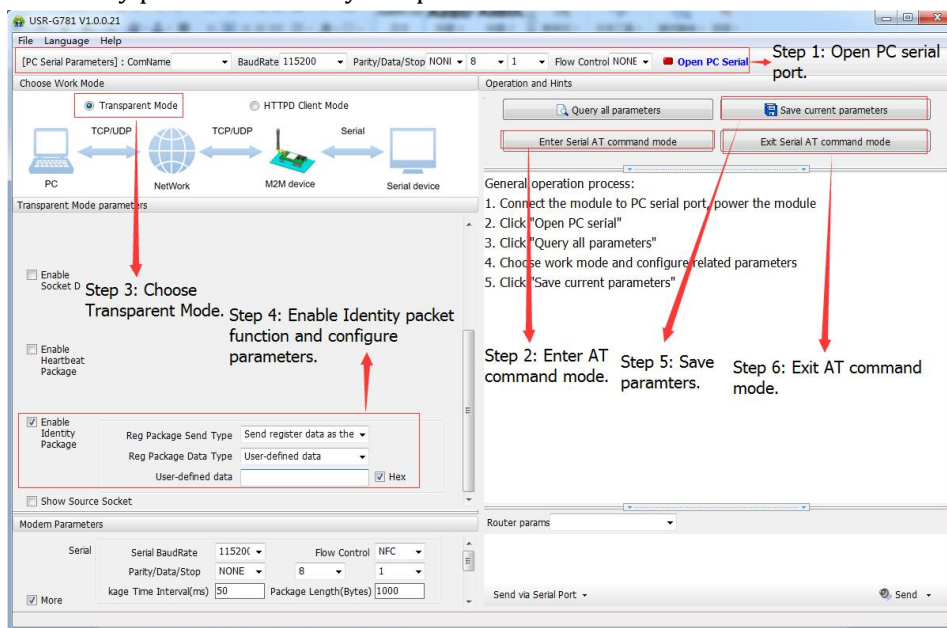 USR-G781 V1.0.0.21
File Language Help
[PC Serial Parameters] : ComName BaudRate 115200 Parity/Data/Stop NONI 8 1 Flow Control NONE Open PC Serial
Step 1: Open PC serial
port.
Choose Work Mode
Operation and Hints
Transparent Mode
HTTPD Client Mode
Query all parameters
Save current parameters
TCP/UDP
TCP/UDP
Serial
Enter Serial AT command mode
Exit Serial AT command mode
PC
NetWork
M2M device
Serial device
Transparent Mode parameters
General operation process:
1. Connect the module to PC serial port, power the module
2. Click "Open PC serial"
3. Click "Query all parameters"
4. Choose work mode and configure related parameters
5. Click "Save current parameters"
Enable
Socket D
Step 3: Choose
Transparent Mode.
Step 4: Enable Identity packet
function and configure
parameters.
Enable
Heartbeat
Package
Step 2: Enter AT
command mode.
Step 5: Save
paramters.
Step 6: Exit AT command
mode.
Enable
Identity
Package
Reg Package Send Type Send register data as the
Reg Package Data Type User-defined data
User-defined data Hex
Show Source Socket
Modem Parameters
Router params
Serial
Serial BaudRate 11520( Flow Control NFC
Parity/Data/Stop NONE 8 1
kage Time Interval(ms) 50 Package Length(Bytes) 1000
More
Send via Serial Port
Send